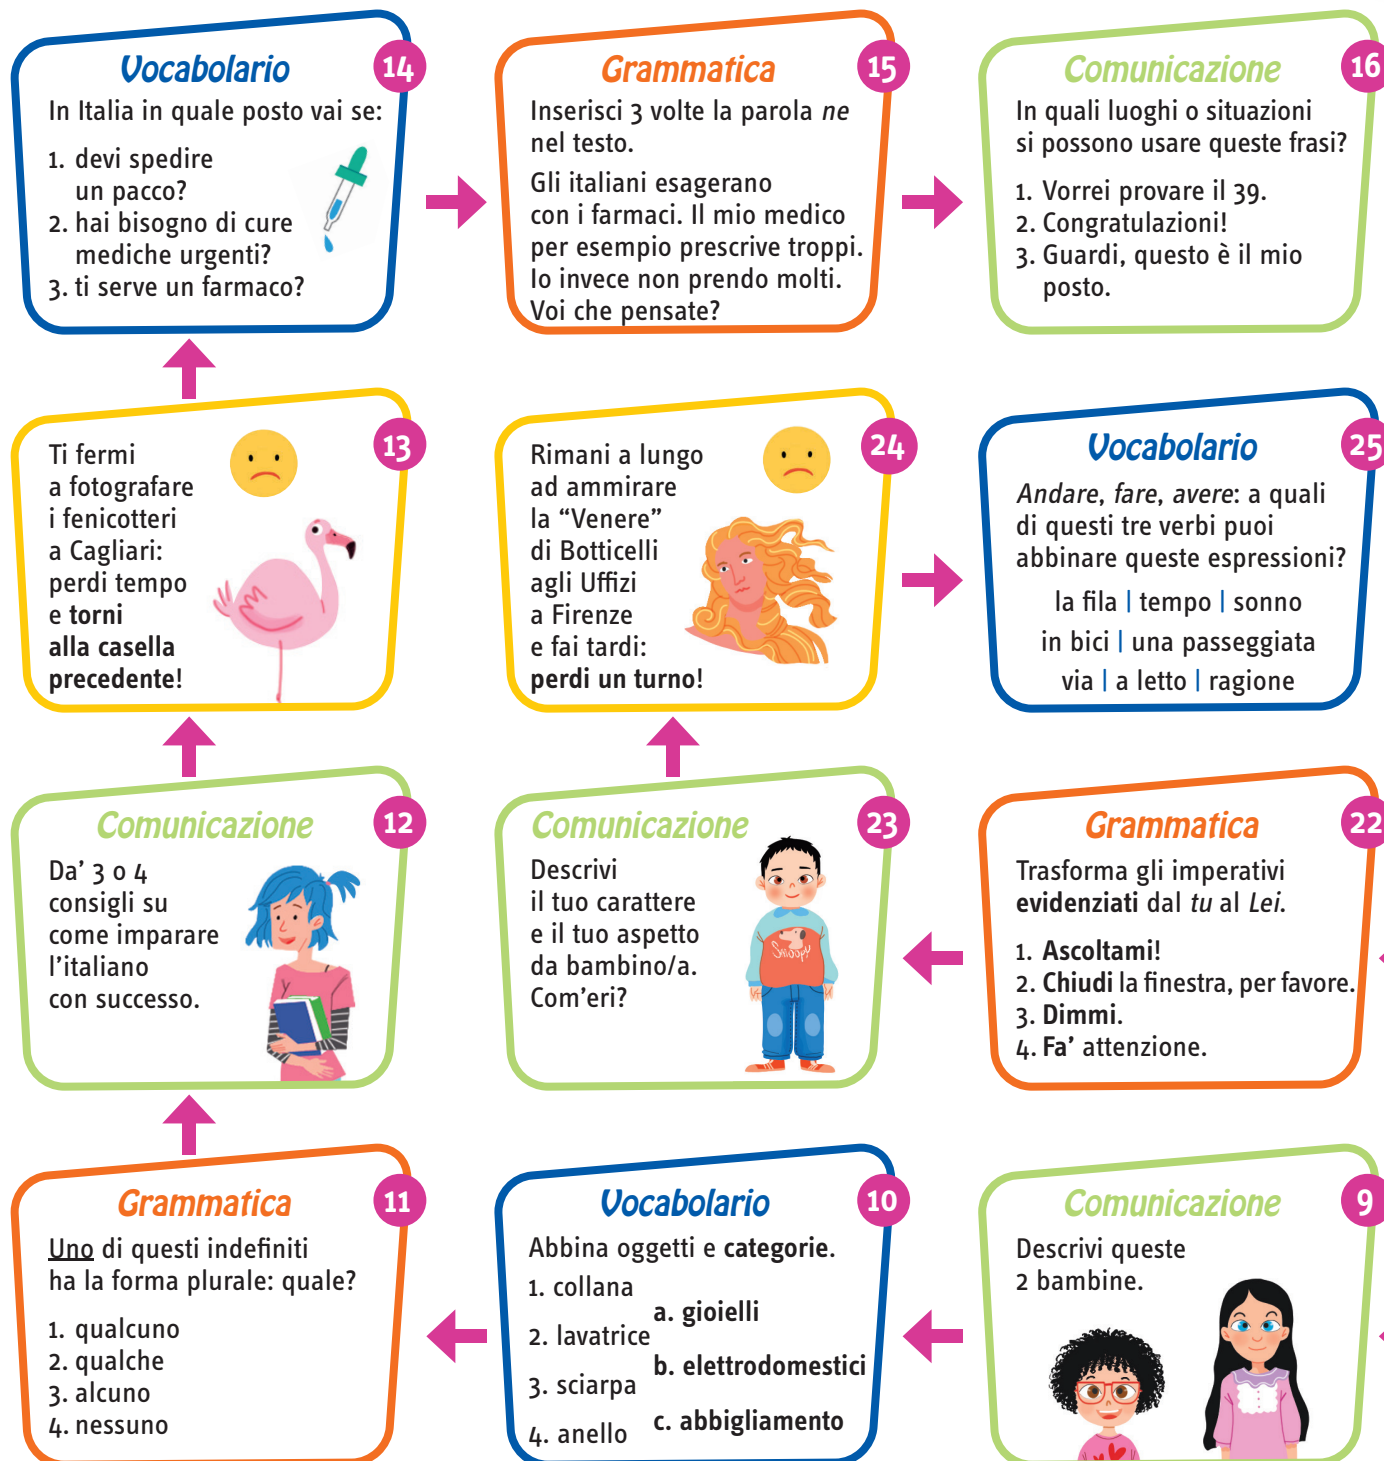 Vocabolario
14
In Italia in quale posto vai se:
1. devi spedire
un pacco?
2. hai bisogno di cure
mediche urgenti?
3. ti serve un farmaco?
Grammatica
15
Inserisci 3 volte la parola ne
nel testo.
Gli italiani esagerano
con i farmaci. Il mio medico
per esempio prescrive troppi.
Io invece non prendo molti.
Voi che pensate?
Comunicazione
16
In quali luoghi o situazioni
si possono usare queste frasi?
1. Vorrei provare il 39.
2. Congratulazioni!
3. Guardi, questo è il mio
posto.
13
Ti fermi
a fotografare
i fenicotteri
a Cagliari:
perdi tempo
e torni
alla casella
precedente!
24
Rimani a lungo
ad ammirare
la “Venere”
di Botticelli
agli Uffizi
a Firenze
e fai tardi:
perdi un turno!
Vocabolario
25
Andare, fare, avere: a quali
di questi tre verbi puoi
abbinare queste espressioni?
la fila | tempo | sonno
in bici | una passeggiata
via | a letto | ragione
Comunicazione
12
Da’ 3 o 4
consigli su
come imparare
l’italiano
con successo.
Comunicazione
23
Descrivi
il tuo carattere
e il tuo aspetto
da bambino/a.
Com’eri?
Snoopy
Grammatica
22
Trasforma gli imperativi
evidenziati dal tu al Lei.
1. Ascoltami!
2. Chiudi la finestra, per favore.
3. Dimmi.
4. Fa’ attenzione.
Grammatica
11
Uno di questi indefiniti
ha la forma plurale: quale?
1. qualcuno
2. qualche
3. alcuno
4. nessuno
Vocabolario
10
Abbina oggetti e categorie.
1. collana
2. lavatrice
3. sciarpa
4. anello
a. gioielli
b. elettrodomestici
c. abbigliamento
Comunicazione
9
Descrivi queste
2 bambine.